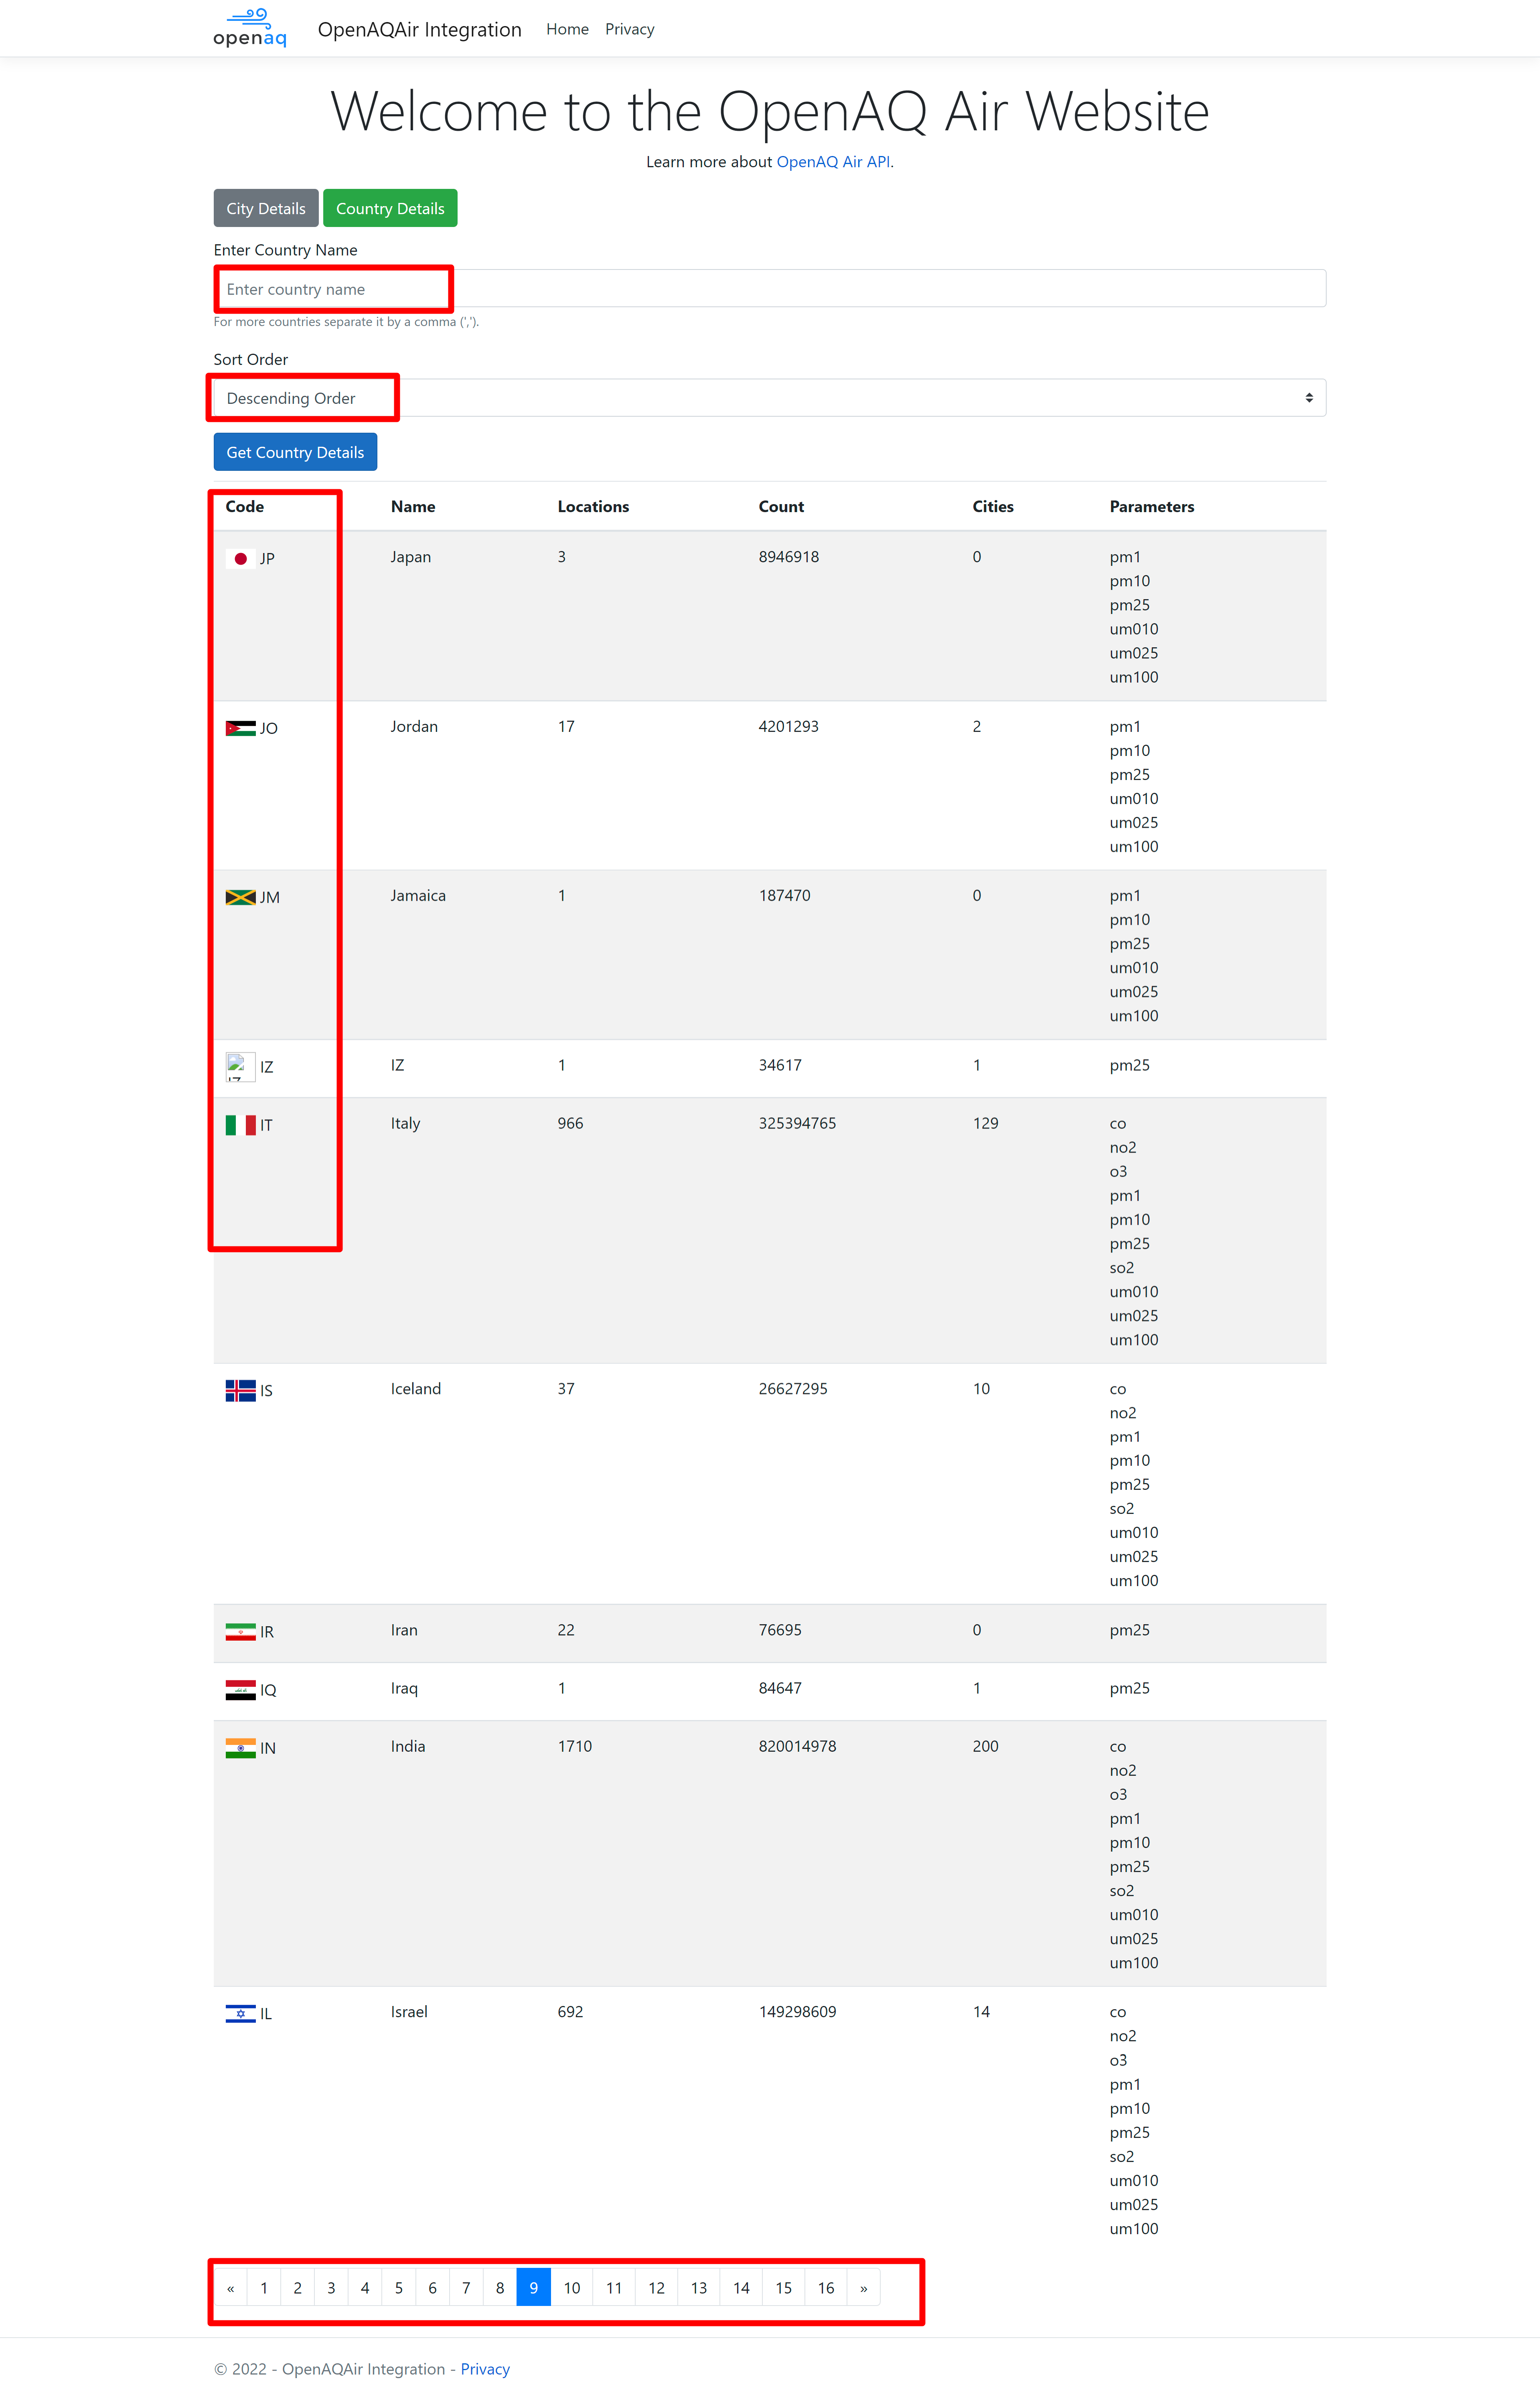 openaq OpenAQAir Integration Home Privacy
Welcome to the OpenAQ Air Website
Learn more about OpenAQ Air API.
City Details Country Details
Enter Country Name
Enter country name
For more countries separate it by a comma (',').
Sort Order
Descending Order
Get Country Details
Code Name Locations Count Cities Parameters
JP Japan 3 8946918 0 pm1
pm10
pm25
um010
um025
um100
JO Jordan 17 4201293 2 pm1
pm10
pm25
um010
um025
um100
JM Jamaica 1 187470 0 pm1
pm10
pm25
um010
um025
um100
IZ IZ 1 34617 1 pm25
IT Italy 966 325394765 129 co
no2
o3
pm1
pm10
pm25
so2
um010
um025
um100
IS Iceland 37 26627295 10 co
no2
pm1
pm10
pm25
so2
um010
um025
um100
IR Iran 22 76695 0 pm25
IQ Iraq 1 84647 1 pm25
IN India 1710 820014978 200 co
no2
o3
pm1
pm10
pm25
so2
um010
um025
um100
IL Israel 692 149298609 14 co
no2
o3
pm1
pm10
pm25
so2
um010
um025
um100
« 1 2 3 4 5 6 7 8 9 10 11 12 13 14 15 16 »
© 2022 - OpenAQAir Integration - Privacy